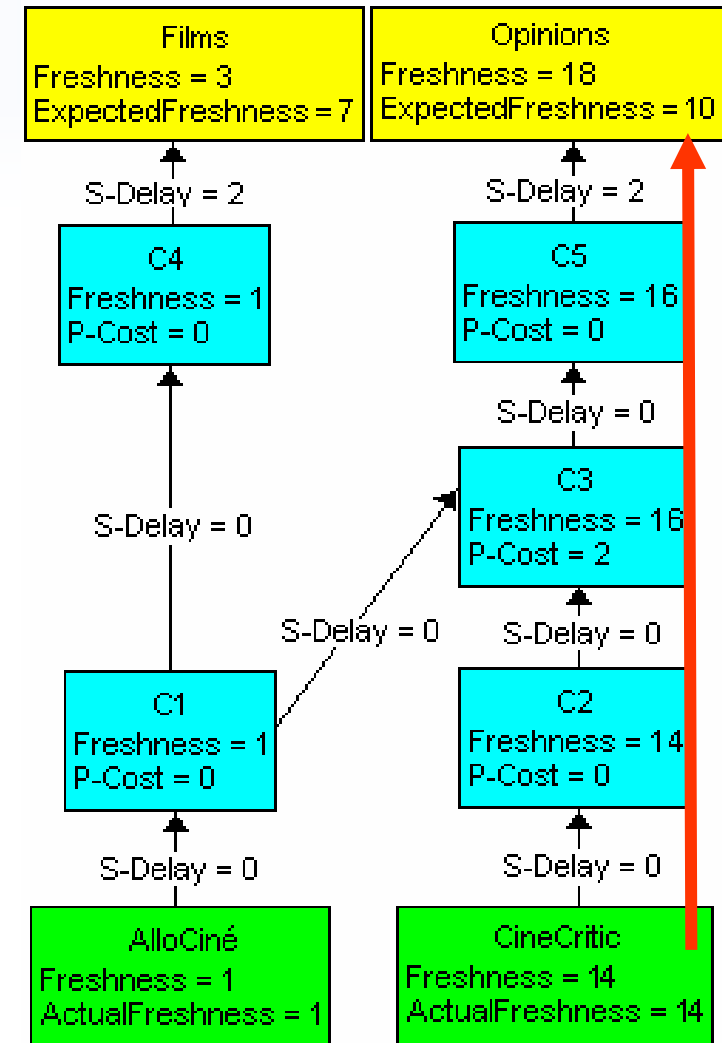 Films
Freshness = 3
ExpectedFreshness = 7
Opinions
Freshness = 18
ExpectedFreshness = 10
S-Delay = 2
S-Delay = 2
C4
Freshness = 1
P-Cost = 0
C5
Freshness = 16
P-Cost = 0
S-Delay = 0
C3
Freshness = 16
P-Cost = 2
S-Delay = 0
S-Delay = 0
S-Delay = 0
C1
Freshness = 1
P-Cost = 0
C2
Freshness = 14
P-Cost = 0
S-Delay = 0
S-Delay = 0
AlloCiné
Freshness = 1
ActualFreshness = 1
CineCritic
Freshness = 14
ActualFreshness = 14